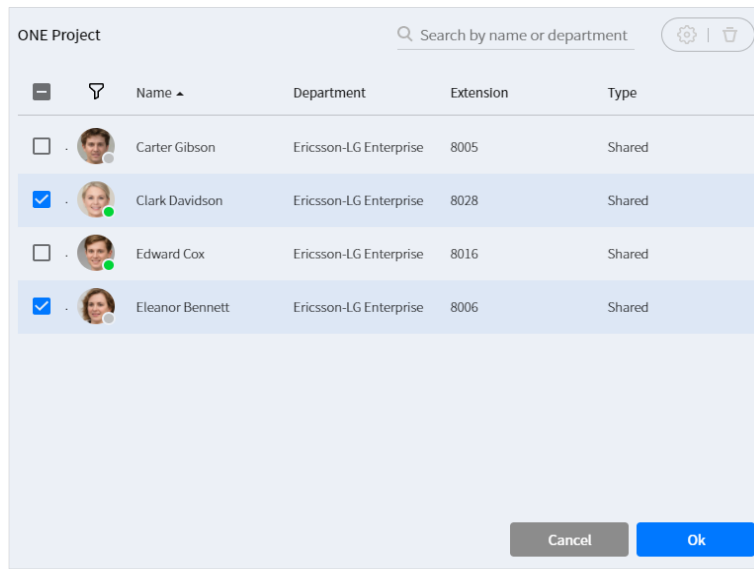 ONE Project
Search by name or department
Name Department Extension Type
Carter Gibson Ericsson-LG Enterprise 8005 Shared
Clark Davidson Ericsson-LG Enterprise 8028 Shared
Edward Cox Ericsson-LG Enterprise 8016 Shared
Eleanor Bennett Ericsson-LG Enterprise 8006 Shared
Cancel Ok